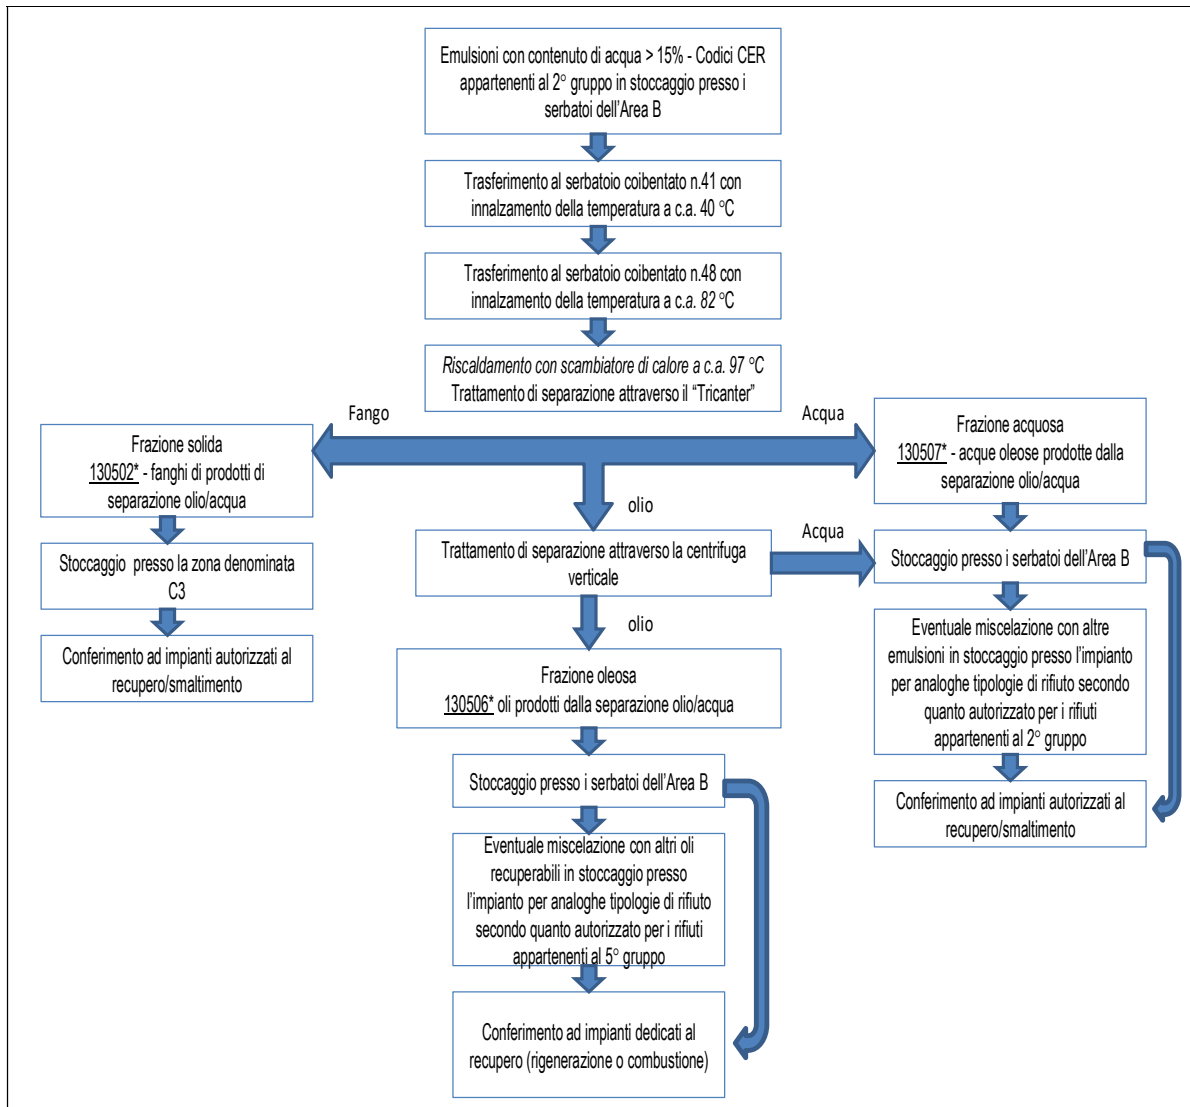 Emulsioni con contenuto di acqua > 15% - Codici CER
appartenenti al 2° gruppo in stoccaggio presso i
serbatoi dell'Area B
Trasferimento al serbatoio coibentato n.41 con
innalzamento della temperatura a c.a. 40 °C
Trasferimento al serbatoio coibentato n.48 con
innalzamento della temperatura a c.a. 82 °C
Riscaldamento con scambiatore di calore a c.a. 97 °C
Trattamento di separazione attraverso il "Tricanter"
Fango
Acqua
Frazione solida
130502* - fanghi di prodotti di
separazione olio/acqua
Frazione acquosa
130507* - acque oleose prodotte dalla
separazione olio/acqua
olio
Stoccaggio presso la zona denominata
C3
Conferimento ad impianti autorizzati al
recupero/smaltimento
Trattamento di separazione attraverso la centrifuga
verticale
Acqua
Stoccaggio presso i serbatoi dell'Area B
olio
Eventuale miscelazione con altre
emulsioni in stoccaggio presso l'impianto
per analoghe tipologie di rifiuto secondo
quanto autorizzato per i rifiuti
appartenenti al 2° gruppo
Conferimento ad impianti autorizzati al
recupero/smaltimento
Frazione oleosa
130506* oli prodotti dalla separazione olio/acqua
Stoccaggio presso i serbatoi dell'Area B
Eventuale miscelazione con altri oli
recuperabili in stoccaggio presso
l'impianto per analoghe tipologie di rifiuto
secondo quanto autorizzato per i rifiuti
appartenenti al 5° gruppo
Conferimento ad impianti dedicati al
recupero (rigenerazione o combustione)